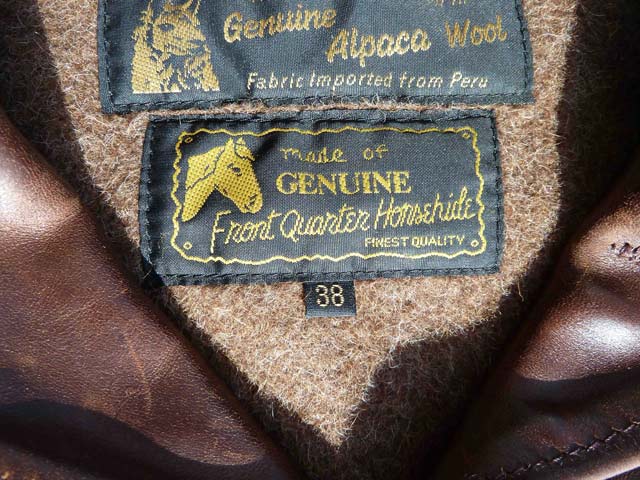 Genuine
Alpaca Wool
Fabric Imported from Peru
made of
GENUINE
Front Quarter Horsehide
FINEST QUALITY
38